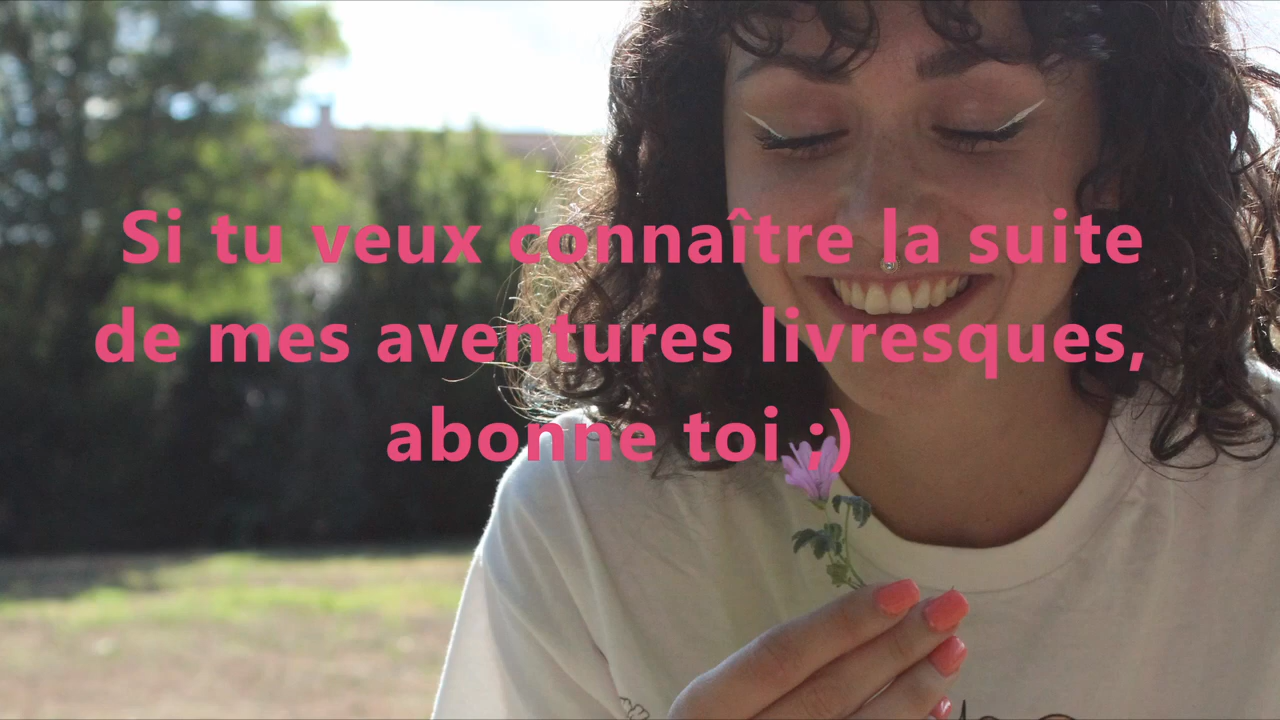 Si tu veux connaître la suite
de mes aventures livresques,
abonne toi ;)